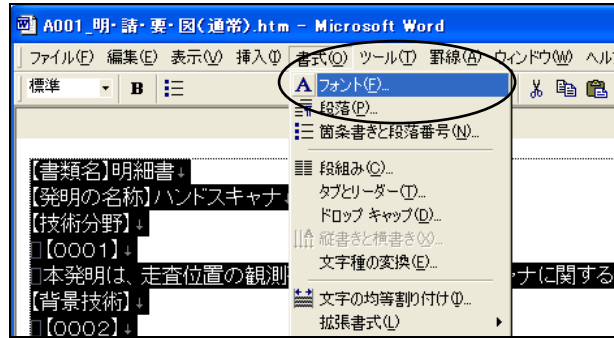 A001_明・請・要・図(通常).htm - Microsoft Word
ファイル(F) 編集(E) 表示(V) 挿入(I) 書式(O) ツール(T) 罫線(A) ウィンドウ(W) ヘル
標準 B
A フォント(F)...
段落(P)...
箇条書きと段落番号(N)...
段組み(C)...
タブとリーダー(T)...
ドロップ キャップ(D)...
縦書きと横書き(X)...
文字種の変換(E)...
文字の均等割り付け(I)...
拡張書式(L)
【書類名】明細書↓
【発明の名称】ハンドスキャナ↓
【技術分野】↓
【0001】↓
本発明は、走査位置の観測 ャナに関する
【背景技術】↓
【0002】↓